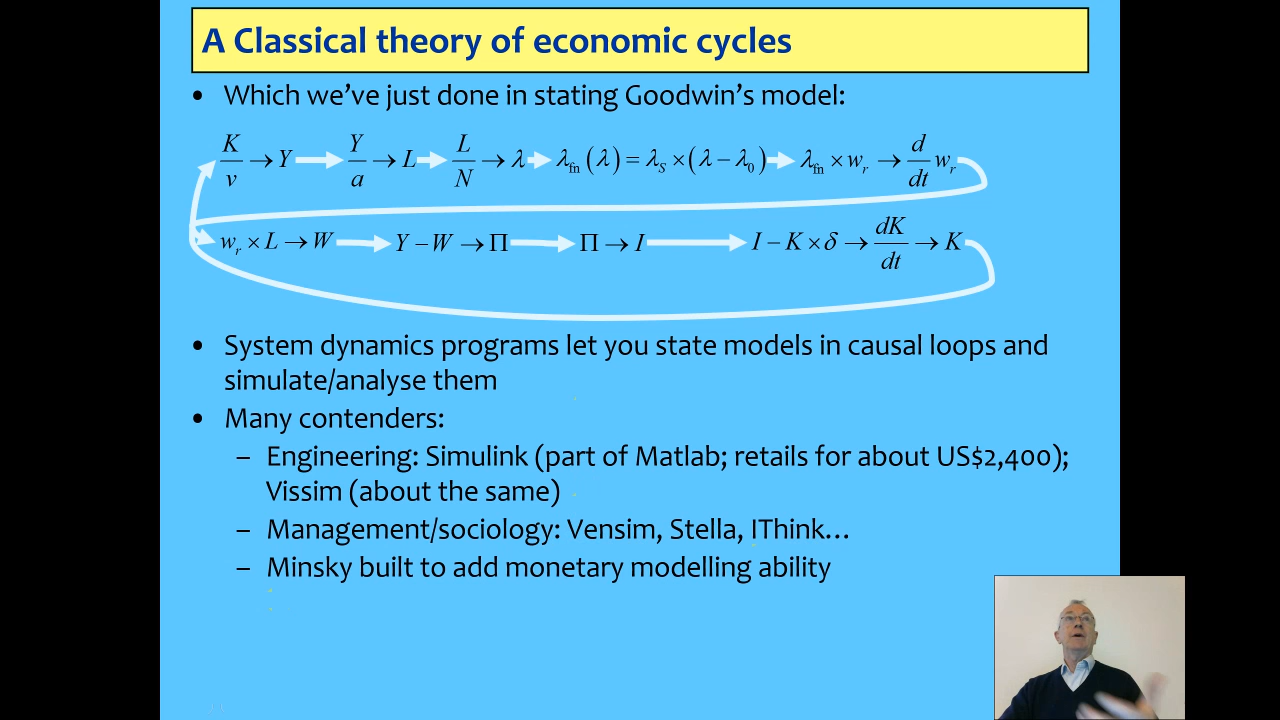 A Classical theory of economic cycles
• Which we've just done in stating Goodwin's model:
K/v → Y → Y/a → L → L/N → λ → λ_fn(λ) = λ_S × (λ − λ_0) → λ_fn × w_r → d/dt w_r
w_r × L → W → Y − W → Π → Π → I → I − K × δ → dK/dt → K
• System dynamics programs let you state models in causal loops and
simulate/analyse them
• Many contenders:
– Engineering: Simulink (part of Matlab; retails for about US$2,400);
Vissim (about the same)
– Management/sociology: Vensim, Stella, IThink…
– Minsky built to add monetary modelling ability